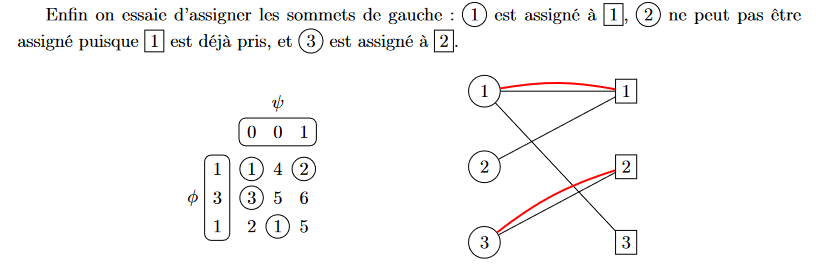 Enfin on essaie d'assigner les sommets de gauche : ① est assigné à 1, ② ne peut pas être
assigné puisque 1 est déjà pris, et ③ est assigné à 2.
ψ
0 0 1
1 ① 4 ②
ϕ 3 ③ 5 6
1 2 ① 5
① 1
② 2
③ 3